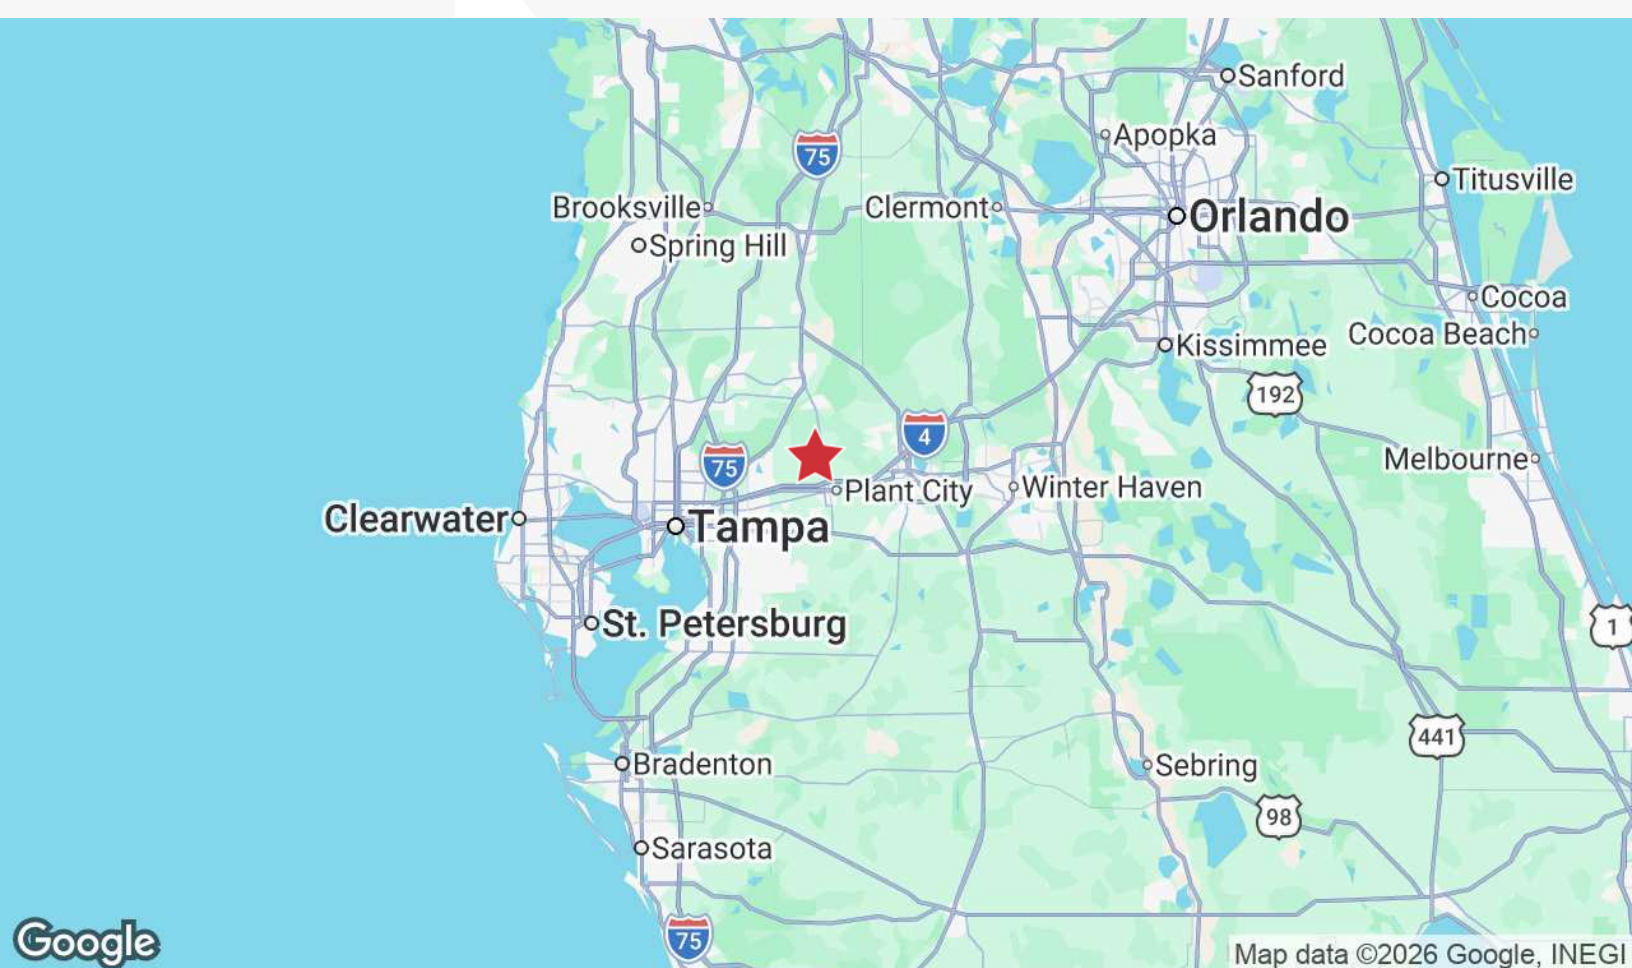 Sanford
Apopka
75
Titusville
Brooksville
Clermont
Orlando
Spring Hill
Cocoa
Cocoa Beach
Kissimmee
192
4
75
Melbourne
Plant City
Winter Haven
Clearwater
Tampa
St. Petersburg
1
441
Bradenton
Sebring
98
Sarasota
75
Google
Map data ©2026 Google, INEGI